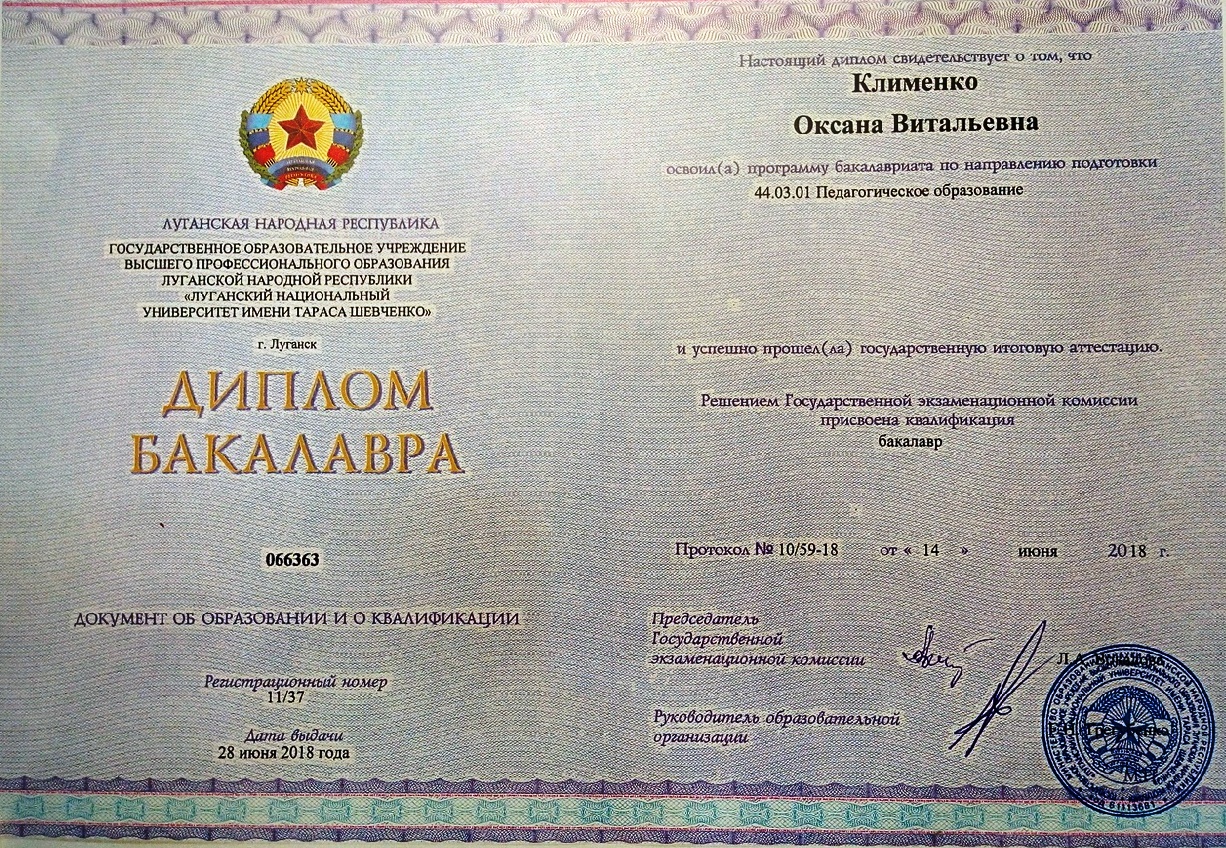 ЛУГАНСКАЯ НАРОДНАЯ РЕСПУБЛИКА
ГОСУДАРСТВЕННОЕ ОБРАЗОВАТЕЛЬНОЕ УЧРЕЖДЕНИЕ
ВЫСШЕГО ПРОФЕССИОНАЛЬНОГО ОБРАЗОВАНИЯ
ЛУГАНСКОЙ НАРОДНОЙ РЕСПУБЛИКИ
«ЛУГАНСКИЙ НАЦИОНАЛЬНЫЙ
УНИВЕРСИТЕТ ИМЕНИ ТАРАСА ШЕВЧЕНКО»
г. Луганск
ДИПЛОМ
БАКАЛАВРА
066363
ДОКУМЕНТ ОБ ОБРАЗОВАНИИ И О КВАЛИФИКАЦИИ
Регистрационный номер
11/37
Дата выдачи
28 июня 2018 года
Настоящий диплом свидетельствует о том, что
Клименко
Оксана Витальевна
освоил(а) программу бакалавриата по направлению подготовки
44.03.01 Педагогическое образование
и успешно прошел(ла) государственную итоговую аттестацию.
Решением Государственной экзаменационной комиссии
присвоена квалификация
бакалавр
Протокол № 10/59-18 от « 14 » июня 2018 г.
Председатель
Государственной
экзаменационной комиссии
Руководитель образовательной
организации